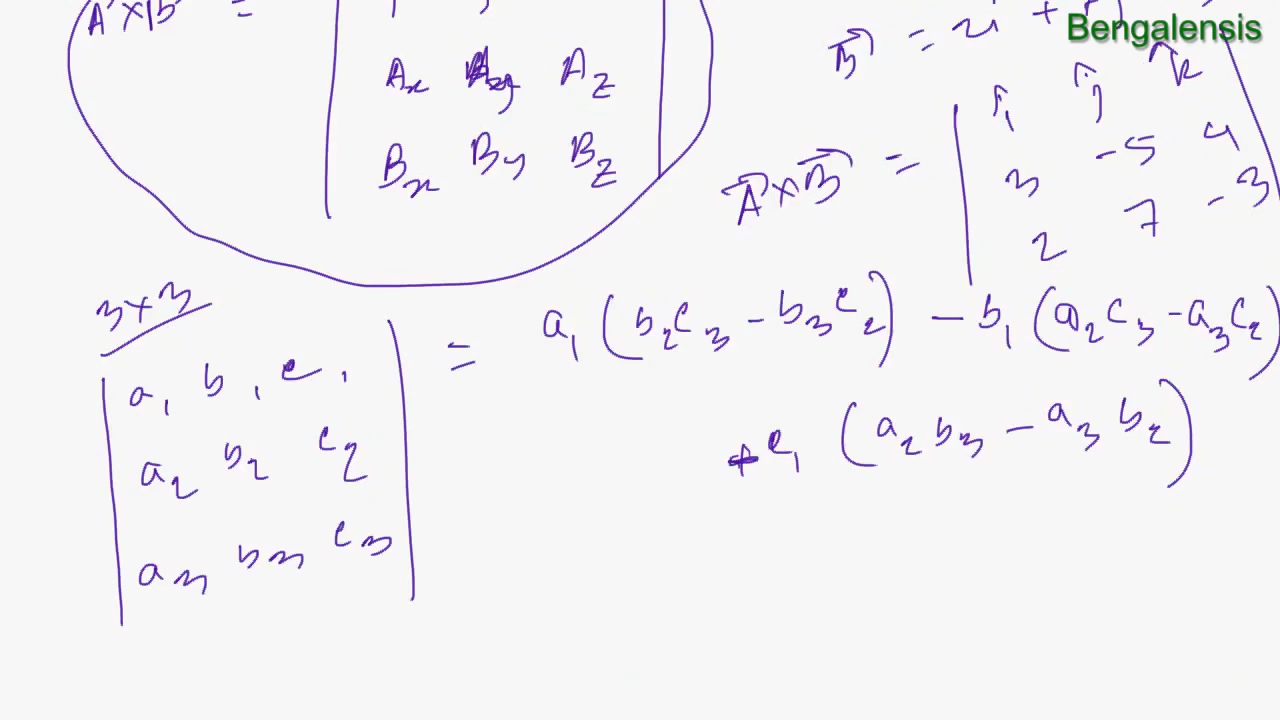 Bengalensis
A × B =
Ax Ay Az
Bx By Bz
B = 2i +
A × B =
i j k
3 -5 4
2 7 -3
3×3
a1 b1 c1
a2 b2 c2
a3 b3 c3
= a1 (b2c3 - b3c2) - b1 (a2c3 - a3c2)
+ c1 (a2b3 - a3b2)